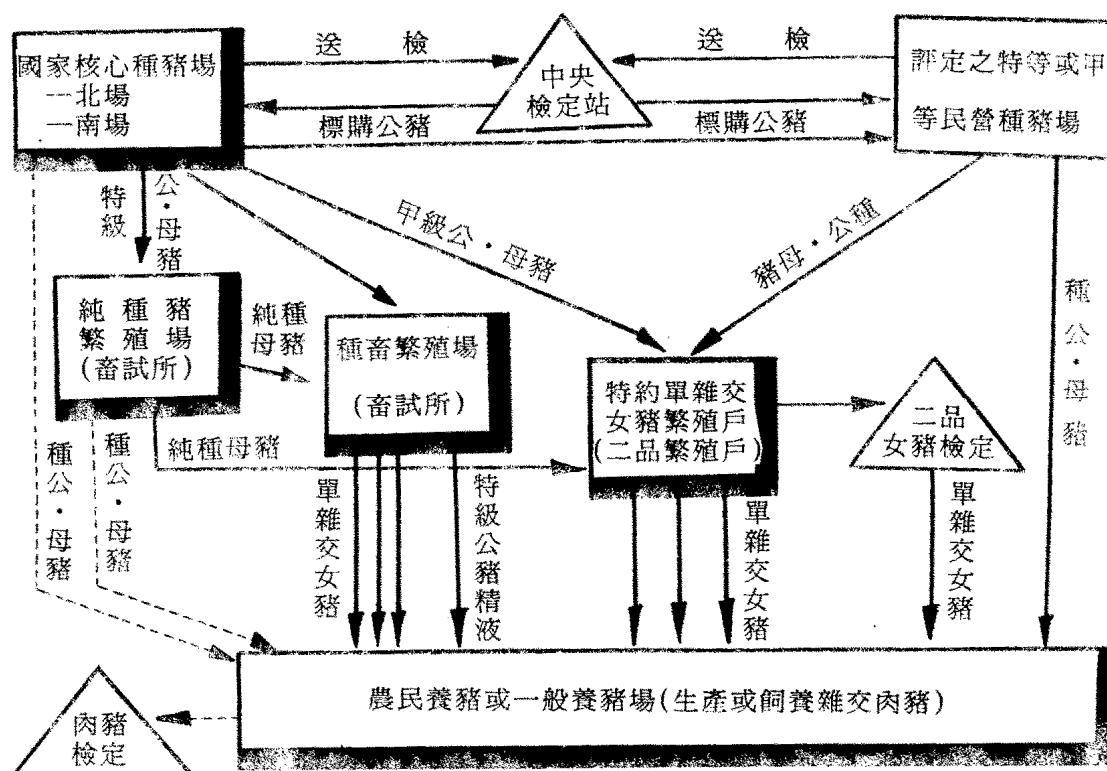 送 檢
送 檢
國家核心種豬場
—北場
—南場
中央
檢定站
評定之特等或甲
等民營種豬場
標購公豬
標購公豬
特級
公・母豬
甲級公・母豬
豬母・公種
種公・母豬
純種豬
繁殖場
(畜試所)
純種
母豬
種畜繁殖場
(畜試所)
特約單雜交
女豬繁殖戶
(二品繁殖戶)
二品
女豬檢定
純種母豬
種公・母豬
種公・母豬
單雜交女豬
特級公豬精液
單雜交女豬
單雜交女豬
農民養豬或一般養豬場(生產或飼養雜交肉豬)
肉豬
檢定